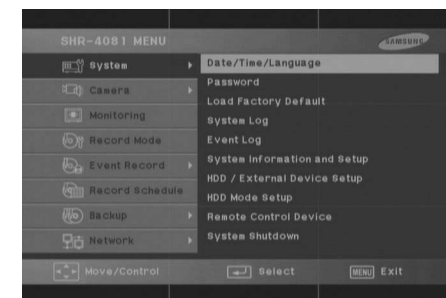 SHR-4081 MENU
SAMSUNG
System
Camera
Monitoring
Record Mode
Event Record
Record Schedule
Backup
Network
Date/Time/Language
Password
Load Factory Default
System Log
Event Log
System Information and Setup
HDD / External Device Setup
HDD Mode Setup
Remote Control Device
System Shutdown
Move/Control
Select
MENU Exit